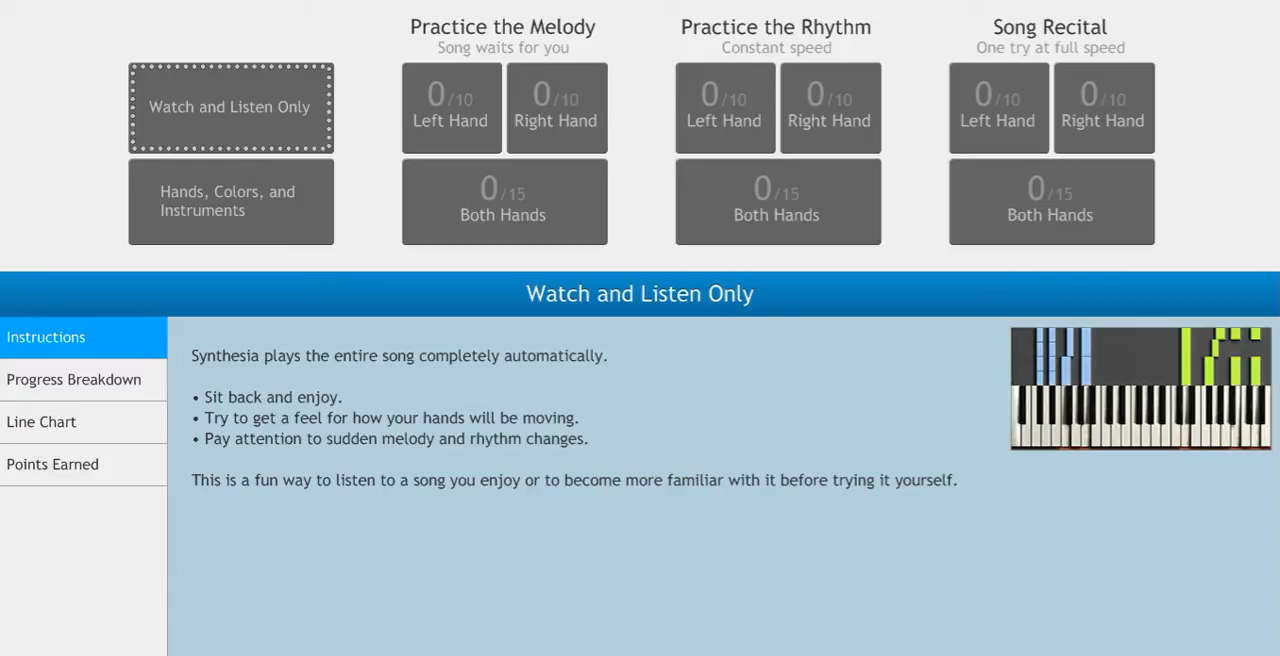 Practice the Melody
Song waits for you
Practice the Rhythm
Constant speed
Song Recital
One try at full speed
Watch and Listen Only
0/10
Left Hand
0/10
Right Hand
0/10
Left Hand
0/10
Right Hand
0/10
Left Hand
0/10
Right Hand
Hands, Colors, and
Instruments
0/15
Both Hands
0/15
Both Hands
0/15
Both Hands
Watch and Listen Only
Instructions
Progress Breakdown
Line Chart
Points Earned
Synthesia plays the entire song completely automatically.
• Sit back and enjoy.
• Try to get a feel for how your hands will be moving.
• Pay attention to sudden melody and rhythm changes.
This is a fun way to listen to a song you enjoy or to become more familiar with it before trying it yourself.